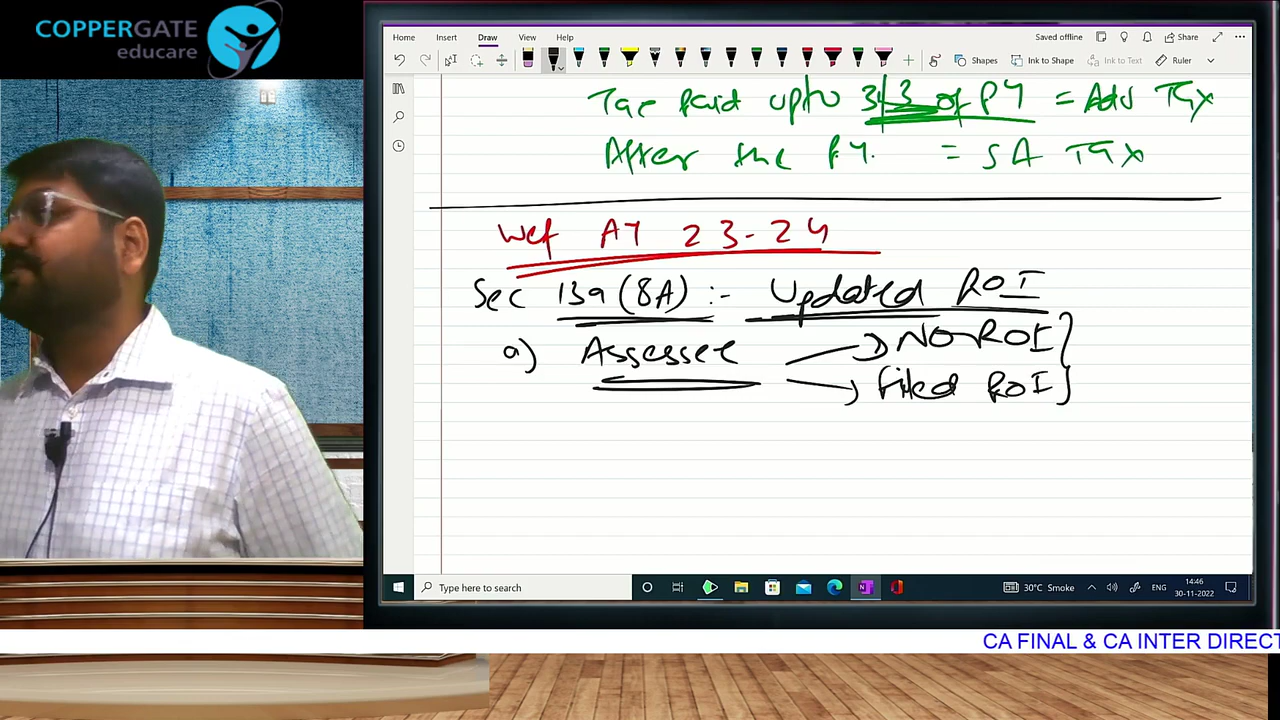 COPPERGATE
educare
Home Insert Draw View Help
Saved offline
Share
Shapes
Ink to Shape
Ink to Text
Ruler
Tax Paid upto 31/3 of PY = Adv Tax
After the P.Y. = SA Tax
Wef AY 23-24
Sec 139(8A) :- Updated ROI
a) Assessee → No ROI
→ Filed ROI
Type here to search
30°C Smoke
ENG
14:46
30-11-2022
CA FINAL & CA INTER DIRECT